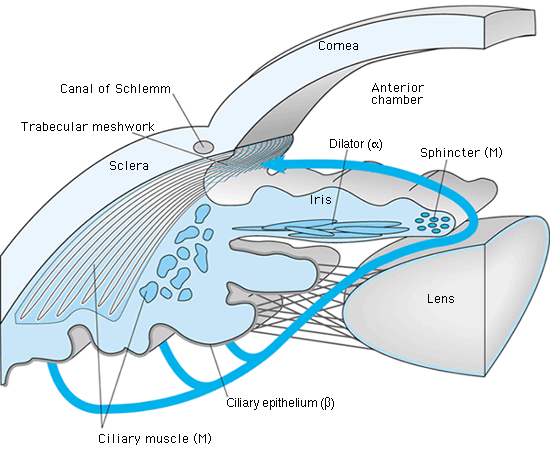 Cornea
Canal of Schlemm
Anterior
chamber
Trabecular meshwork
Dilator (α)
Sphincter (M)
Sclera
Iris
Lens
Ciliary epithelium (β)
Ciliary muscle (M)